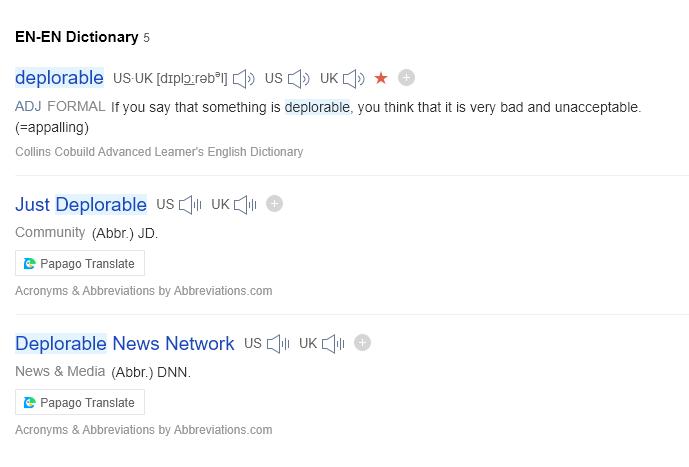 EN-EN Dictionary 5
deplorable US·UK [dɪplɔːrəbᵊl] US UK
ADJ FORMAL If you say that something is deplorable, you think that it is very bad and unacceptable.
(=appalling)
Collins Cobuild Advanced Learner's English Dictionary
Just Deplorable US UK
Community (Abbr.) JD.
Papago Translate
Acronyms & Abbreviations by Abbreviations.com
Deplorable News Network US UK
News & Media (Abbr.) DNN.
Papago Translate
Acronyms & Abbreviations by Abbreviations.com